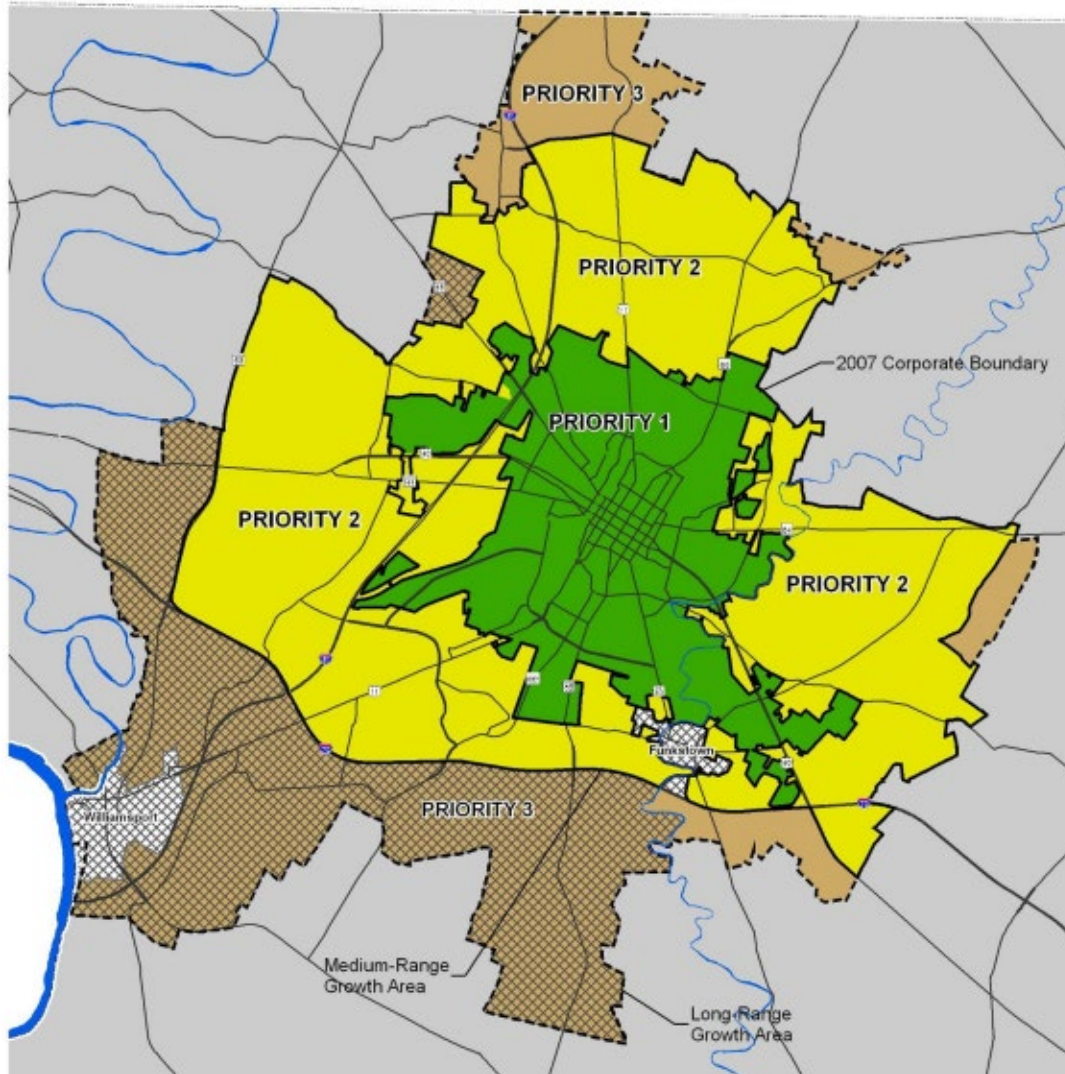 PRIORITY 3
PRIORITY 2
2007 Corporate Boundary
PRIORITY 1
PRIORITY 2
PRIORITY 2
Funkstown
Williamsport
PRIORITY 3
Medium-Range
Growth Area
Long-Range
Growth Area